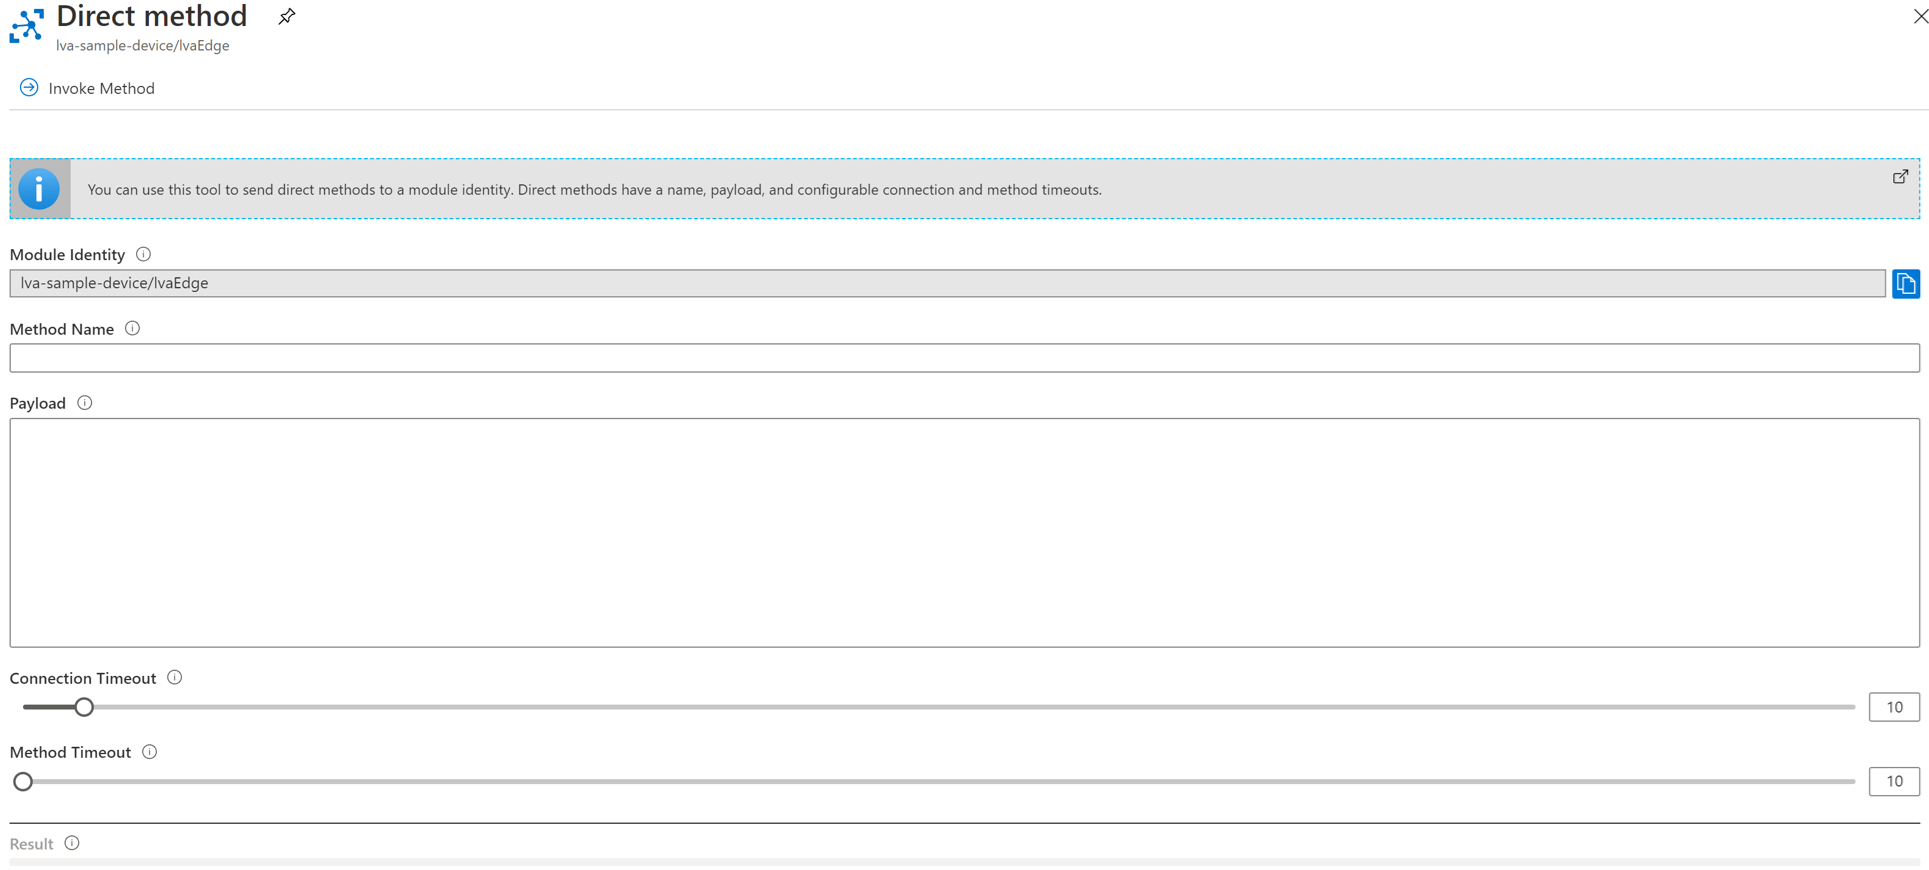 Direct method
lva-sample-device/lvaEdge
Invoke Method
You can use this tool to send direct methods to a module identity. Direct methods have a name, payload, and configurable connection and method timeouts.
Module Identity
lva-sample-device/lvaEdge
Method Name
Payload
Connection Timeout
10
Method Timeout
10
Result